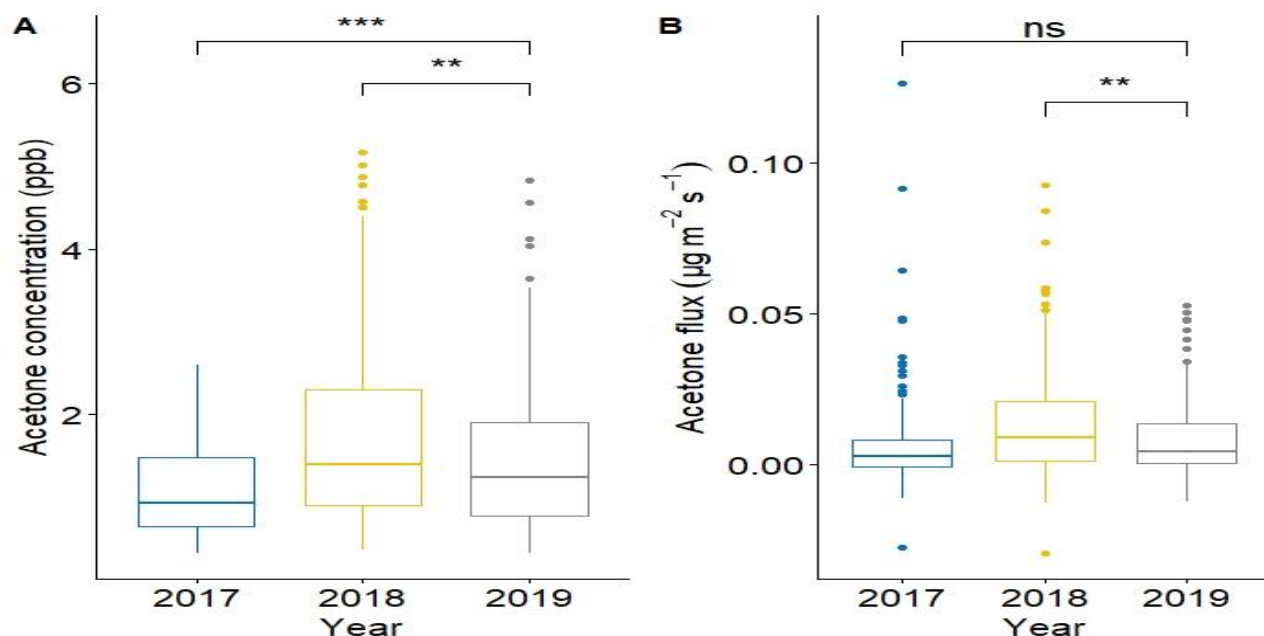 A
***
**
6
4
2
Acetone concentration (ppb)
2017 2018 2019
Year
B
ns
**
0.10
0.05
0.00
Acetone flux (µg m⁻² s⁻¹)
2017 2018 2019
Year